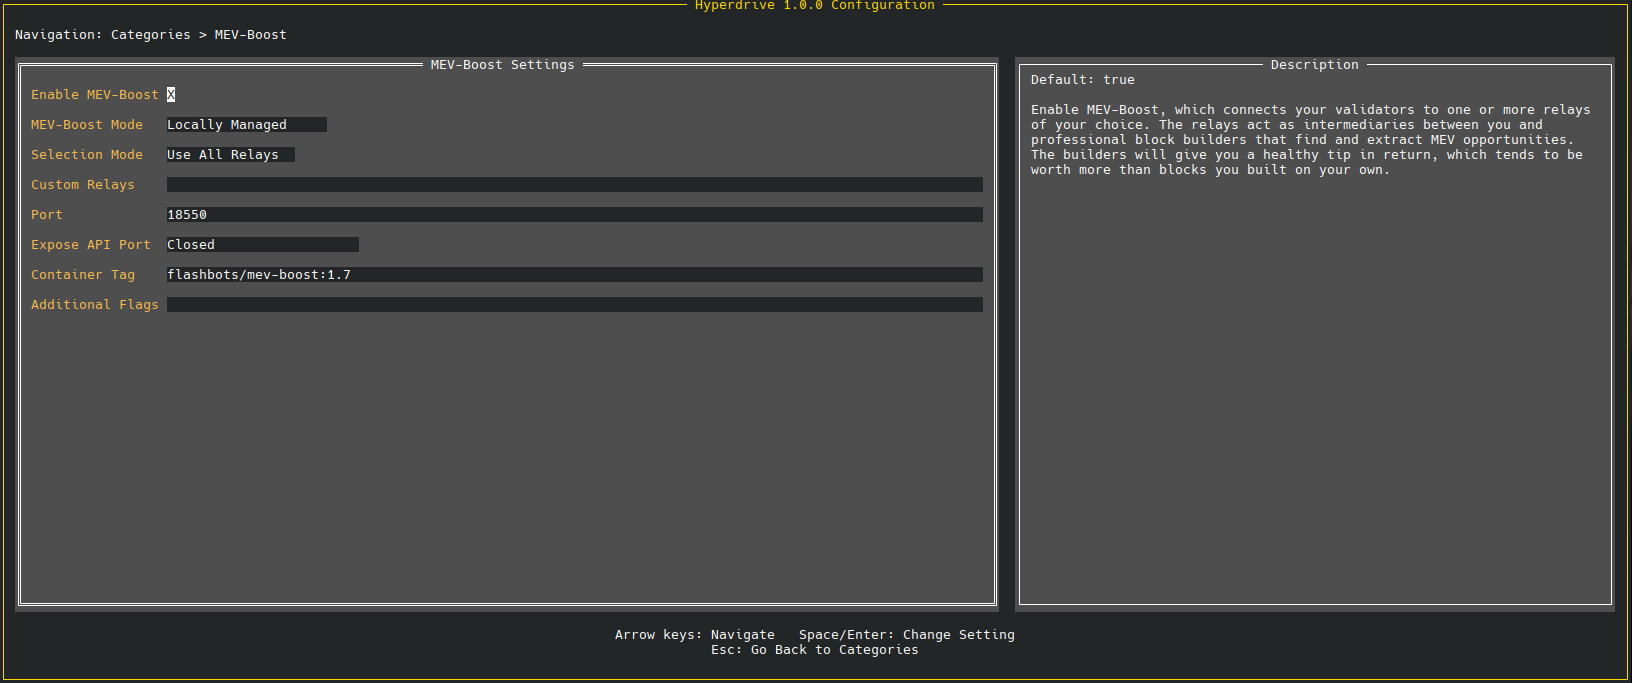 Hyperdrive 1.0.0 Configuration
Navigation: Categories > MEV-Boost
MEV-Boost Settings
Enable MEV-Boost X
MEV-Boost Mode Locally Managed
Selection Mode Use All Relays
Custom Relays
Port 18550
Expose API Port Closed
Container Tag flashbots/mev-boost:1.7
Additional Flags
Description
Default: true
Enable MEV-Boost, which connects your validators to one or more relays
of your choice. The relays act as intermediaries between you and
professional block builders that find and extract MEV opportunities.
The builders will give you a healthy tip in return, which tends to be
worth more than blocks you built on your own.
Arrow keys: Navigate Space/Enter: Change Setting
Esc: Go Back to Categories